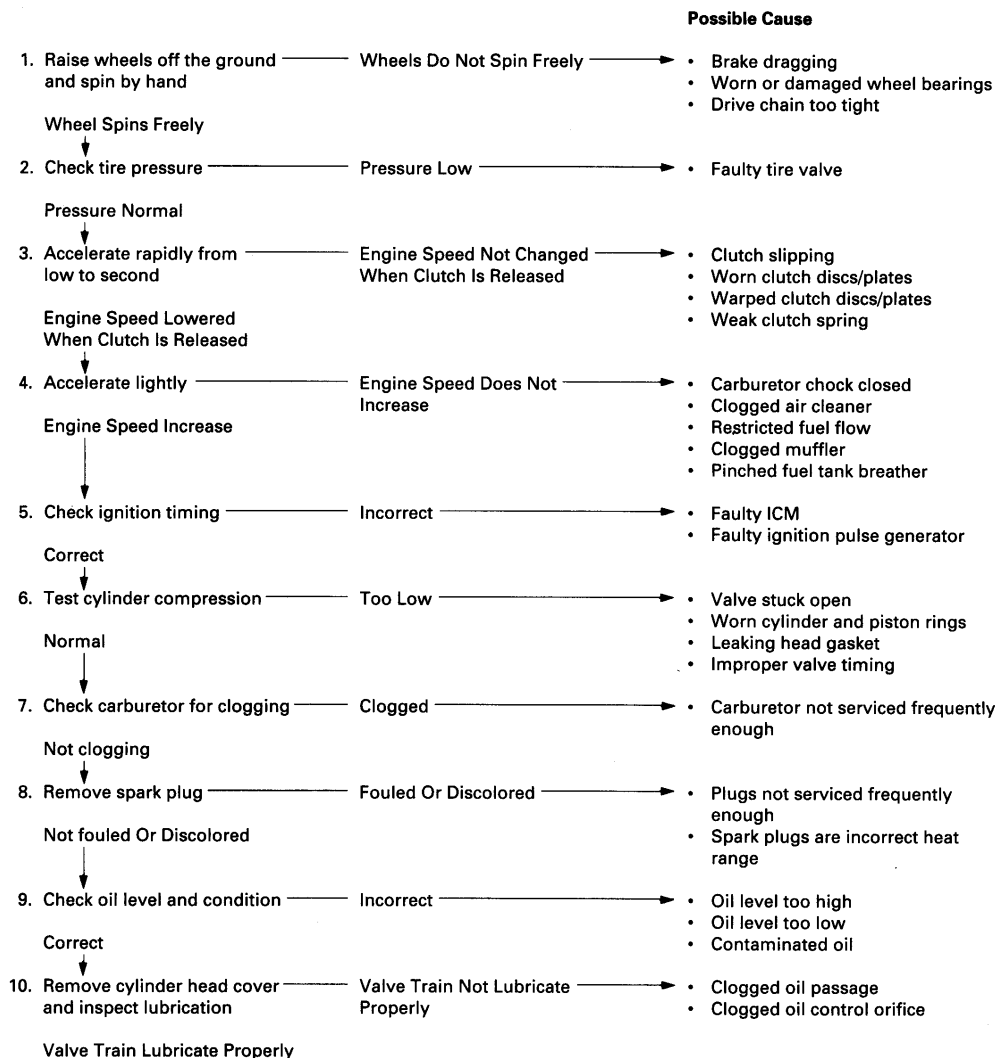 Possible Cause
1. Raise wheels off the ground and spin by hand
Wheels Do Not Spin Freely
• Brake dragging
• Worn or damaged wheel bearings
• Drive chain too tight
Wheel Spins Freely
2. Check tire pressure
Pressure Low
• Faulty tire valve
Pressure Normal
3. Accelerate rapidly from low to second
Engine Speed Not Changed When Clutch Is Released
• Clutch slipping
• Worn clutch discs/plates
• Warped clutch discs/plates
• Weak clutch spring
Engine Speed Lowered When Clutch Is Released
4. Accelerate lightly
Engine Speed Does Not Increase
• Carburetor chock closed
• Clogged air cleaner
• Restricted fuel flow
• Clogged muffler
• Pinched fuel tank breather
Engine Speed Increase
5. Check ignition timing
Incorrect
• Faulty ICM
• Faulty ignition pulse generator
Correct
6. Test cylinder compression
Too Low
• Valve stuck open
• Worn cylinder and piston rings
• Leaking head gasket
• Improper valve timing
Normal
7. Check carburetor for clogging
Clogged
• Carburetor not serviced frequently enough
Not clogging
8. Remove spark plug
Fouled Or Discolored
• Plugs not serviced frequently enough
• Spark plugs are incorrect heat range
Not fouled Or Discolored
9. Check oil level and condition
Incorrect
• Oil level too high
• Oil level too low
• Contaminated oil
Correct
10. Remove cylinder head cover and inspect lubrication
Valve Train Not Lubricate Properly
• Clogged oil passage
• Clogged oil control orifice
Valve Train Lubricate Properly